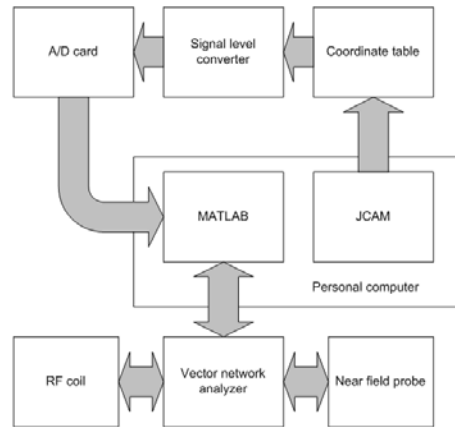 A/D card
Signal level
converter
Coordinate table
MATLAB
JCAM
Personal computer
RF coil
Vector network
analyzer
Near field probe